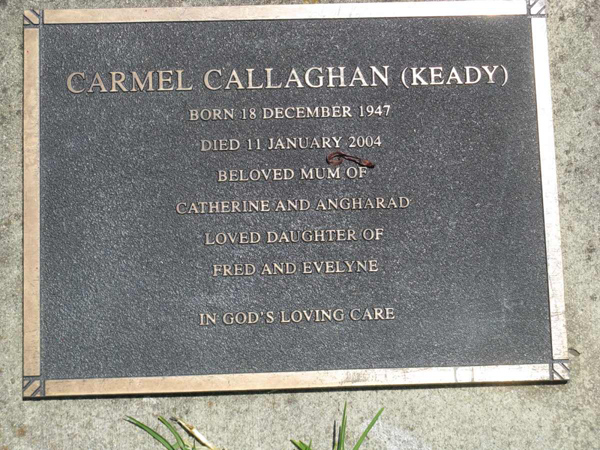 CARMEL CALLAGHAN (KEADY)
BORN 18 DECEMBER 1947
DIED 11 JANUARY 2004
BELOVED MUM OF
CATHERINE AND ANGHARAD
LOVED DAUGHTER OF
FRED AND EVELYNE
IN GOD'S LOVING CARE